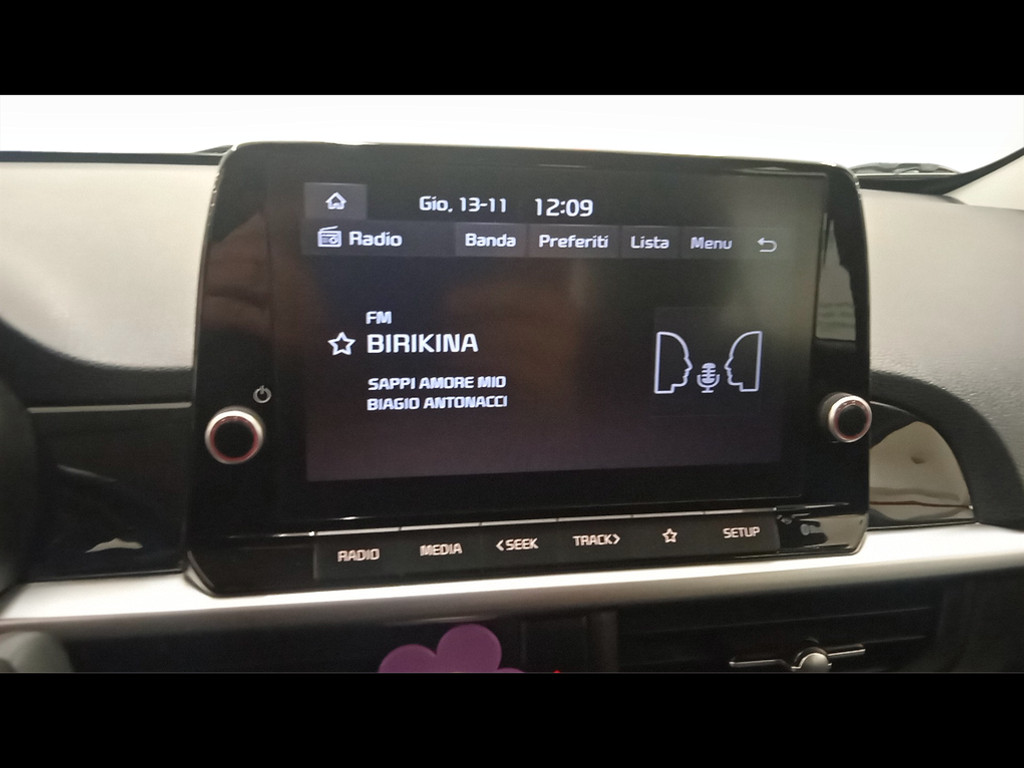 Gio, 13-11 12:09
Radio Banda Preferiti Lista Menu
FM
BIRIKINA
SAPPI AMORE MIO
BIAGIO ANTONACCI
RADIO MEDIA <SEEK TRACK> SETUP